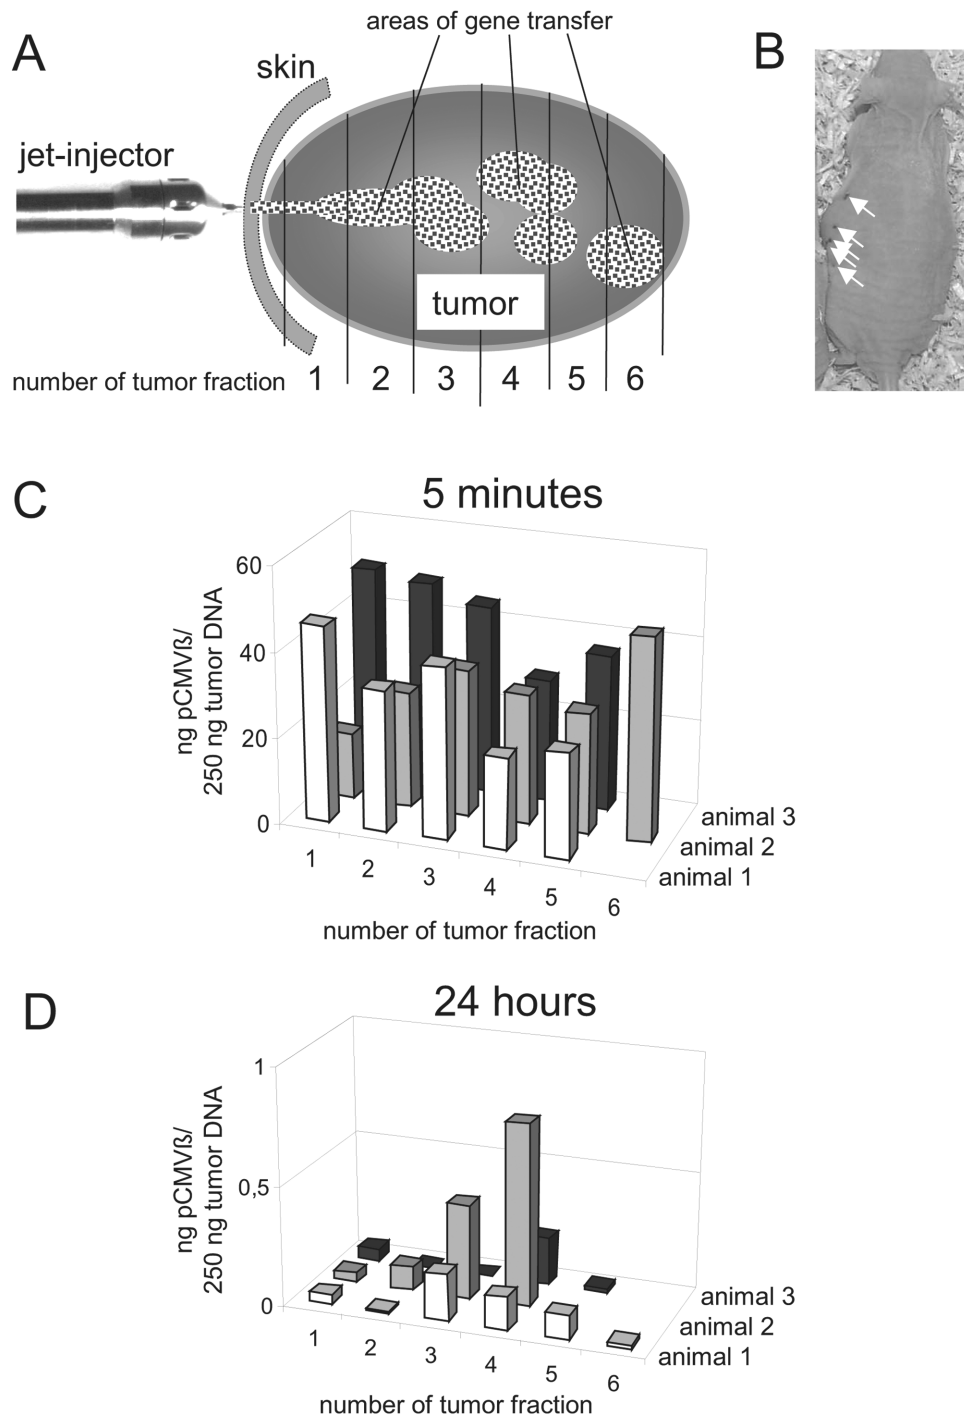 A
areas of gene transfer
B
skin
jet-injector
tumor
number of tumor fraction 1 2 3 4 5 6
C
5 minutes
ng pCMVß/
250 ng tumor DNA
60
40
20
0
1 2 3 4 5 6
animal 3
animal 2
animal 1
number of tumor fraction
D
24 hours
ng pCMVß/
250 ng tumor DNA
1
0,5
0
1 2 3 4 5 6
animal 3
animal 2
animal 1
number of tumor fraction